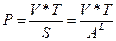 P = V*T / S = V*T / A^L